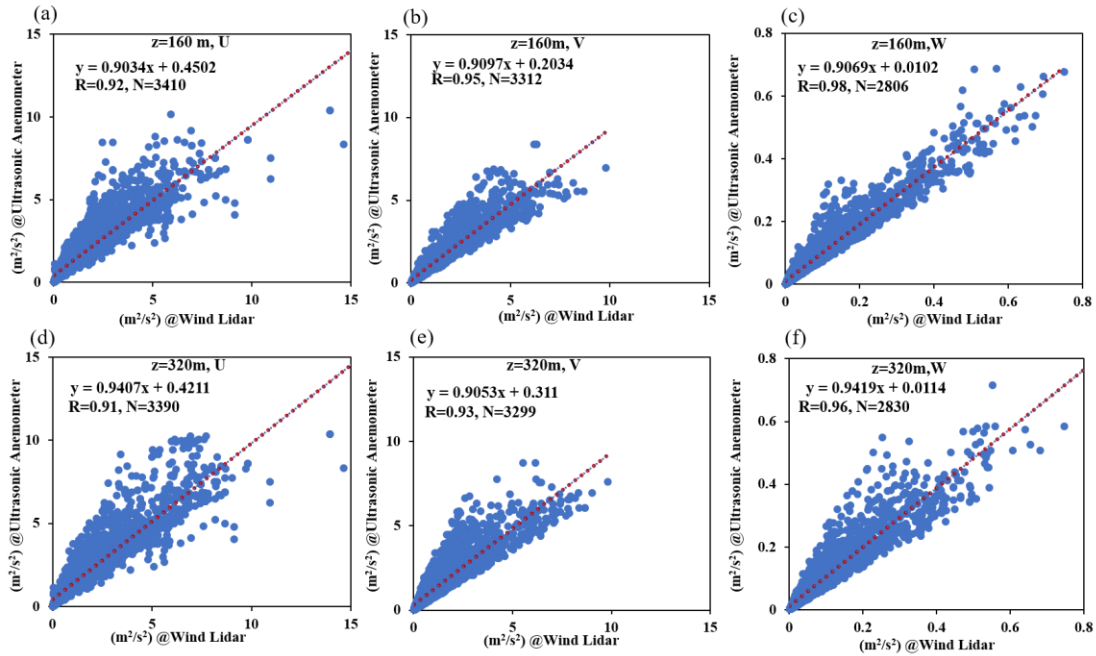 (a)
z=160 m, U
y = 0.9034x + 0.4502
R=0.92, N=3410
(m²/s²) @Ultrasonic Anemometer
15
10
5
0
0
5
10
15
(m²/s²) @Wind Lidar
(b)
z=160m, V
y = 0.9097x + 0.2034
R=0.95, N=3312
(m²/s²) @Ultrasonic Anemometer
15
10
5
0
0
5
10
15
(m²/s²) @Wind Lidar
(c)
z=160m,W
y = 0.9069x + 0.0102
R=0.98, N=2806
(m²/s²) @Ultrasonic Anemometer
0.8
0.6
0.4
0.2
0
0
0.2
0.4
0.6
0.8
(m²/s²) @Wind Lidar
(d)
z=320m, U
y = 0.9407x + 0.4211
R=0.91, N=3390
(m²/s²) @Ultrasonic Anemometer
15
10
5
0
0
5
10
15
(m²/s²) @Wind Lidar
(e)
z=320m, V
y = 0.9053x + 0.311
R=0.93, N=3299
(m²/s²) @Ultrasonic Anemometer
15
10
5
0
0
5
10
15
(m²/s²) @Wind Lidar
(f)
z=320m,W
y = 0.9419x + 0.0114
R=0.96, N=2830
(m²/s²) @Ultrasonic Anemometer
0.8
0.6
0.4
0.2
0
0
0.2
0.4
0.6
0.8
(m²/s²) @Wind Lidar